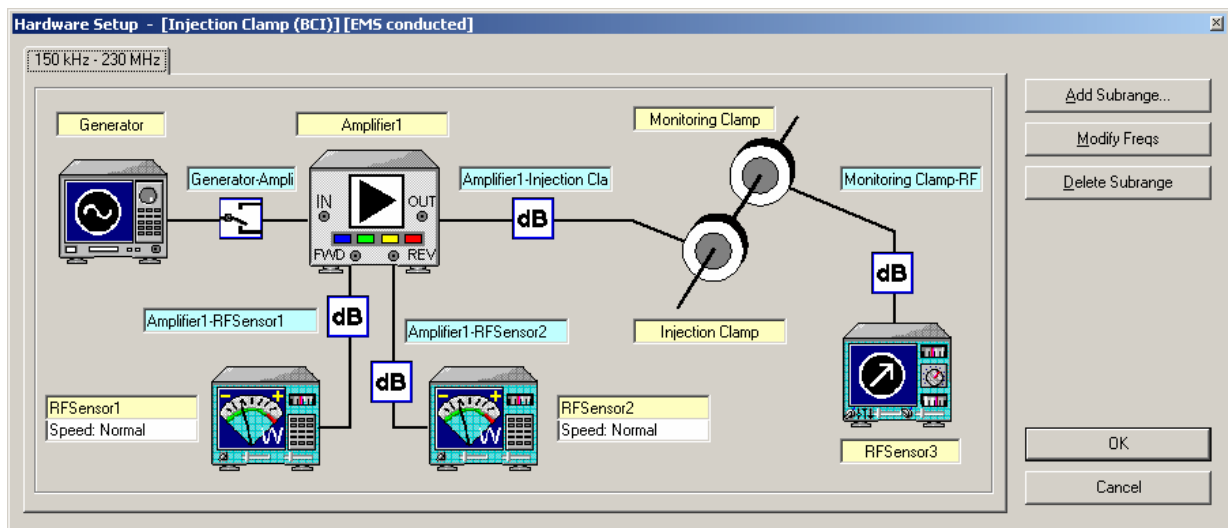 Hardware Setup - [Injection Clamp (BCI)] [EMS conducted]
150 kHz - 230 MHz
Add Subrange...
Modify Freqs
Delete Subrange
Generator
Amplifier1
Monitoring Clamp
Generator-Ampli
Amplifier1-Injection Cla
Monitoring Clamp-RF
IN
OUT
dB
FWD
REV
dB
dB
Amplifier1-RFSensor1
Amplifier1-RFSensor2
Injection Clamp
dB
RFSensor1
Speed: Normal
RFSensor2
Speed: Normal
RFSensor3
OK
Cancel